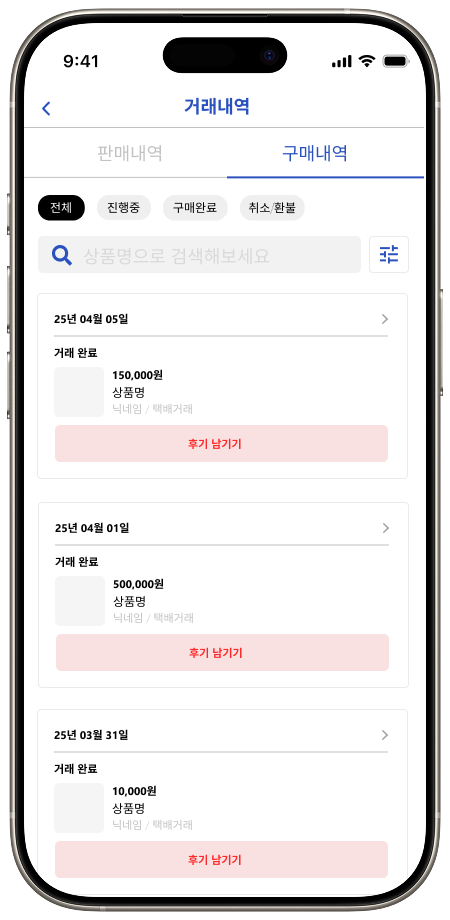 9:41
거래내역
판매내역 구매내역
전체 진행중 구매완료 취소/환불
상품명으로 검색해보세요
25년 04월 05일
거래 완료
150,000원
상품명
닉네임 / 택배거래
후기 남기기
25년 04월 01일
거래 완료
500,000원
상품명
닉네임 / 택배거래
후기 남기기
25년 03월 31일
거래 완료
10,000원
상품명
닉네임 / 택배거래
후기 남기기